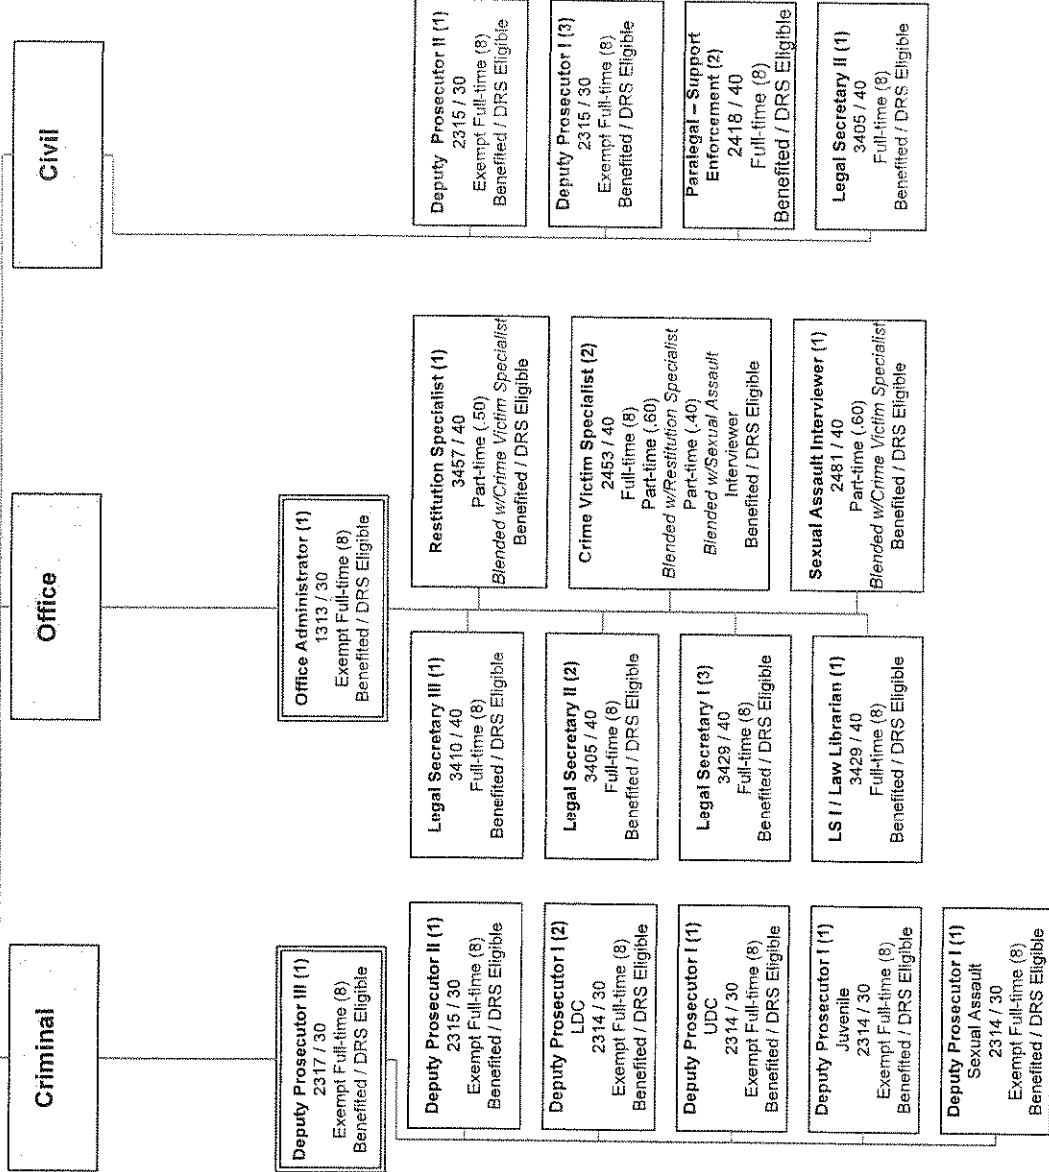 Criminal
Deputy Prosecutor III (1)
2317 / 30
Exempt Full-time (8)
Benefited / DRS Eligible
Deputy Prosecutor II (1)
2315 / 30
Exempt Full-time (8)
Benefited / DRS Eligible
Deputy Prosecutor I (2)
LDC
2314 / 30
Exempt Full-time (8)
Benefited / DRS Eligible
Deputy Prosecutor I (1)
UDC
2314 / 30
Exempt Full-time (8)
Benefited / DRS Eligible
Deputy Prosecutor I (1)
Juvenile
2314 / 30
Exempt Full-time (8)
Benefited / DRS Eligible
Deputy Prosecutor I (1)
Sexual Assault
2314 / 30
Exempt Full-time (8)
Benefited / DRS Eligible
Office
Office Administrator (1)
1313 / 30
Exempt Full-time (8)
Benefited / DRS Eligible
Legal Secretary III (1)
3410 / 40
Full-time (8)
Benefited / DRS Eligible
Legal Secretary II (2)
3405 / 40
Full-time (8)
Benefited / DRS Eligible
Legal Secretary I (3)
3429 / 40
Full-time (8)
Benefited / DRS Eligible
LS I / Law Librarian (1)
3429 / 40
Full-time (8)
Benefited / DRS Eligible
Restitution Specialist (1)
3457 / 40
Part-time (.50)
Blended w/Crime Victim Specialist
Benefited / DRS Eligible
Crime Victim Specialist (2)
2453 / 40
Full-time (8)
Part-time (.60)
Blended w/Restitution Specialist
Part-time (.40)
Blended w/Sexual Assault
Interviewer
Benefited / DRS Eligible
Sexual Assault Interviewer (1)
2481 / 40
Part-time (.60)
Blended w/Crime Victim Specialist
Benefited / DRS Eligible
Civil
Deputy Prosecutor II (1)
2315 / 30
Exempt Full-time (8)
Benefited / DRS Eligible
Deputy Prosecutor I (3)
2315 / 30
Exempt Full-time (8)
Benefited / DRS Eligible
Paralegal – Support
Enforcement (2)
2418 / 40
Full-time (8)
Benefited / DRS Eligible
Legal Secretary II (1)
3405 / 40
Full-time (8)
Benefited / DRS Eligible